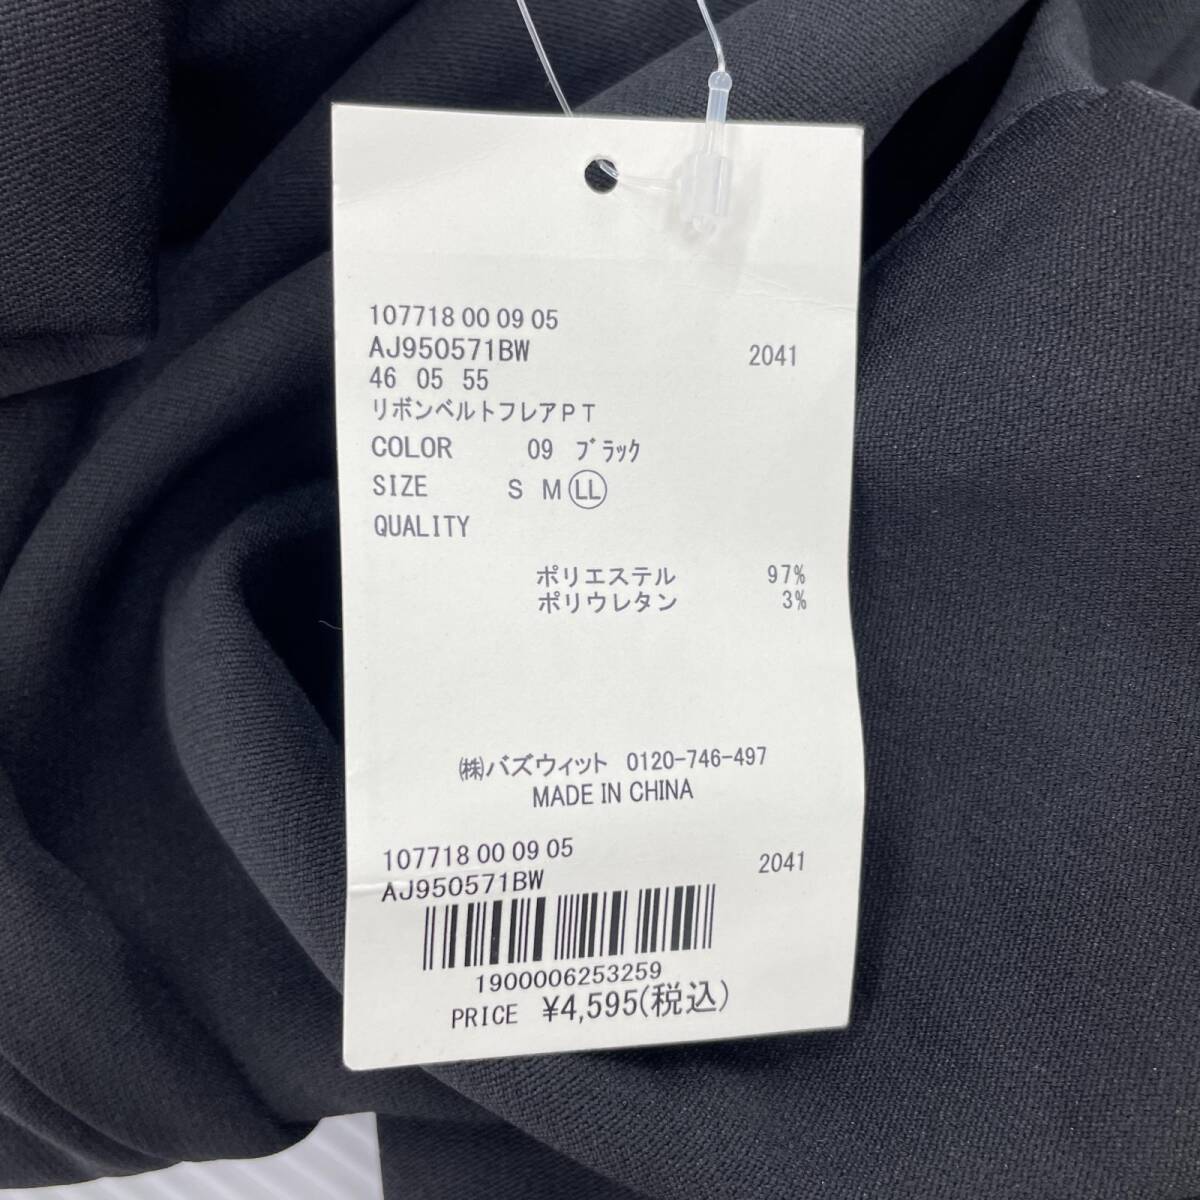 107718 00 09 05
AJ950571BW 2041
46 05 55
リボンベルトフレアＰＴ
COLOR 09 ﾌﾞﾗｯｸ
SIZE S M LL
QUALITY
ポリエステル 97%
ポリウレタン 3%
㈱バズウィット 0120-746-497
MADE IN CHINA
107718 00 09 05
AJ950571BW 2041
1900006253259
PRICE ¥4,595(税込)